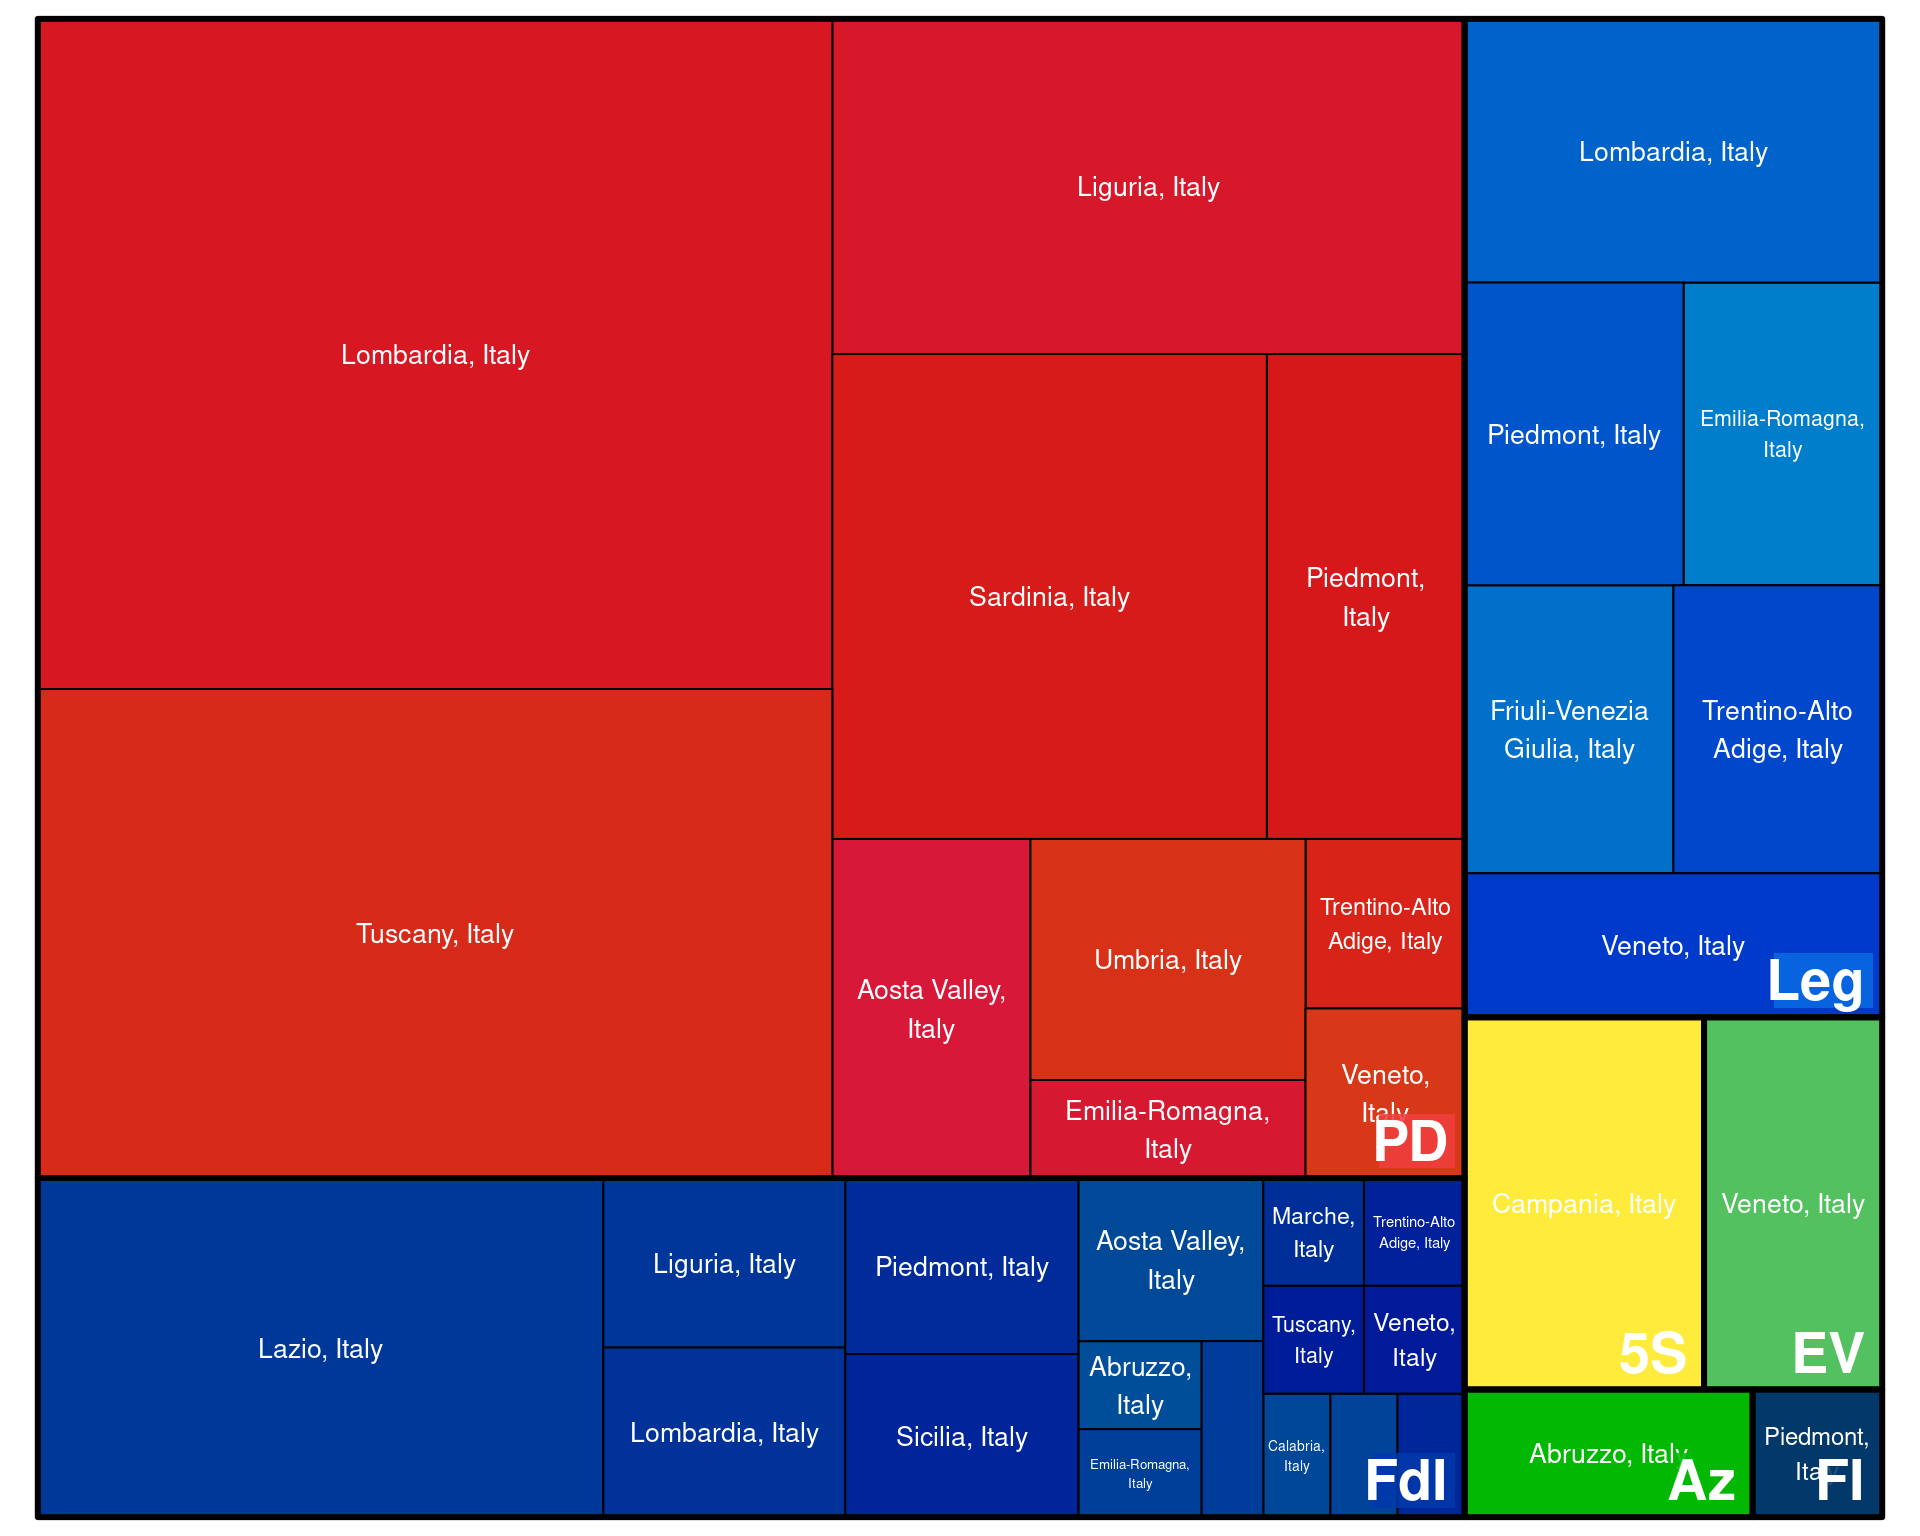 Lombardia, Italy
Liguria, Italy
Sardinia, Italy
Piedmont,
Italy
Tuscany, Italy
Aosta Valley,
Italy
Umbria, Italy
Emilia-Romagna,
Italy
Trentino-Alto
Adige, Italy
Veneto,
Italy
PD
Lombardia, Italy
Piedmont, Italy
Emilia-Romagna,
Italy
Friuli-Venezia
Giulia, Italy
Trentino-Alto
Adige, Italy
Veneto, Italy
Leg
Lazio, Italy
Liguria, Italy
Lombardia, Italy
Piedmont, Italy
Sicilia, Italy
Aosta Valley,
Italy
Abruzzo,
Italy
Emilia-Romagna,
Italy
Marche,
Italy
Trentino-Alto
Adige, Italy
Tuscany,
Italy
Veneto,
Italy
Calabria,
Italy
FdI
Campania, Italy
5S
Veneto, Italy
EV
Abruzzo, Italy
Az
Piedmont,
Italy
FI